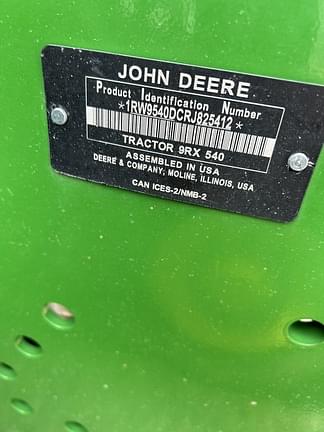 JOHN DEERE
Product Identification Number
*1RW9540DCRJ825412*
TRACTOR 9RX 540
ASSEMBLED IN USA
DEERE & COMPANY, MOLINE, ILLINOIS, USA
CAN ICES-2/NMB-2